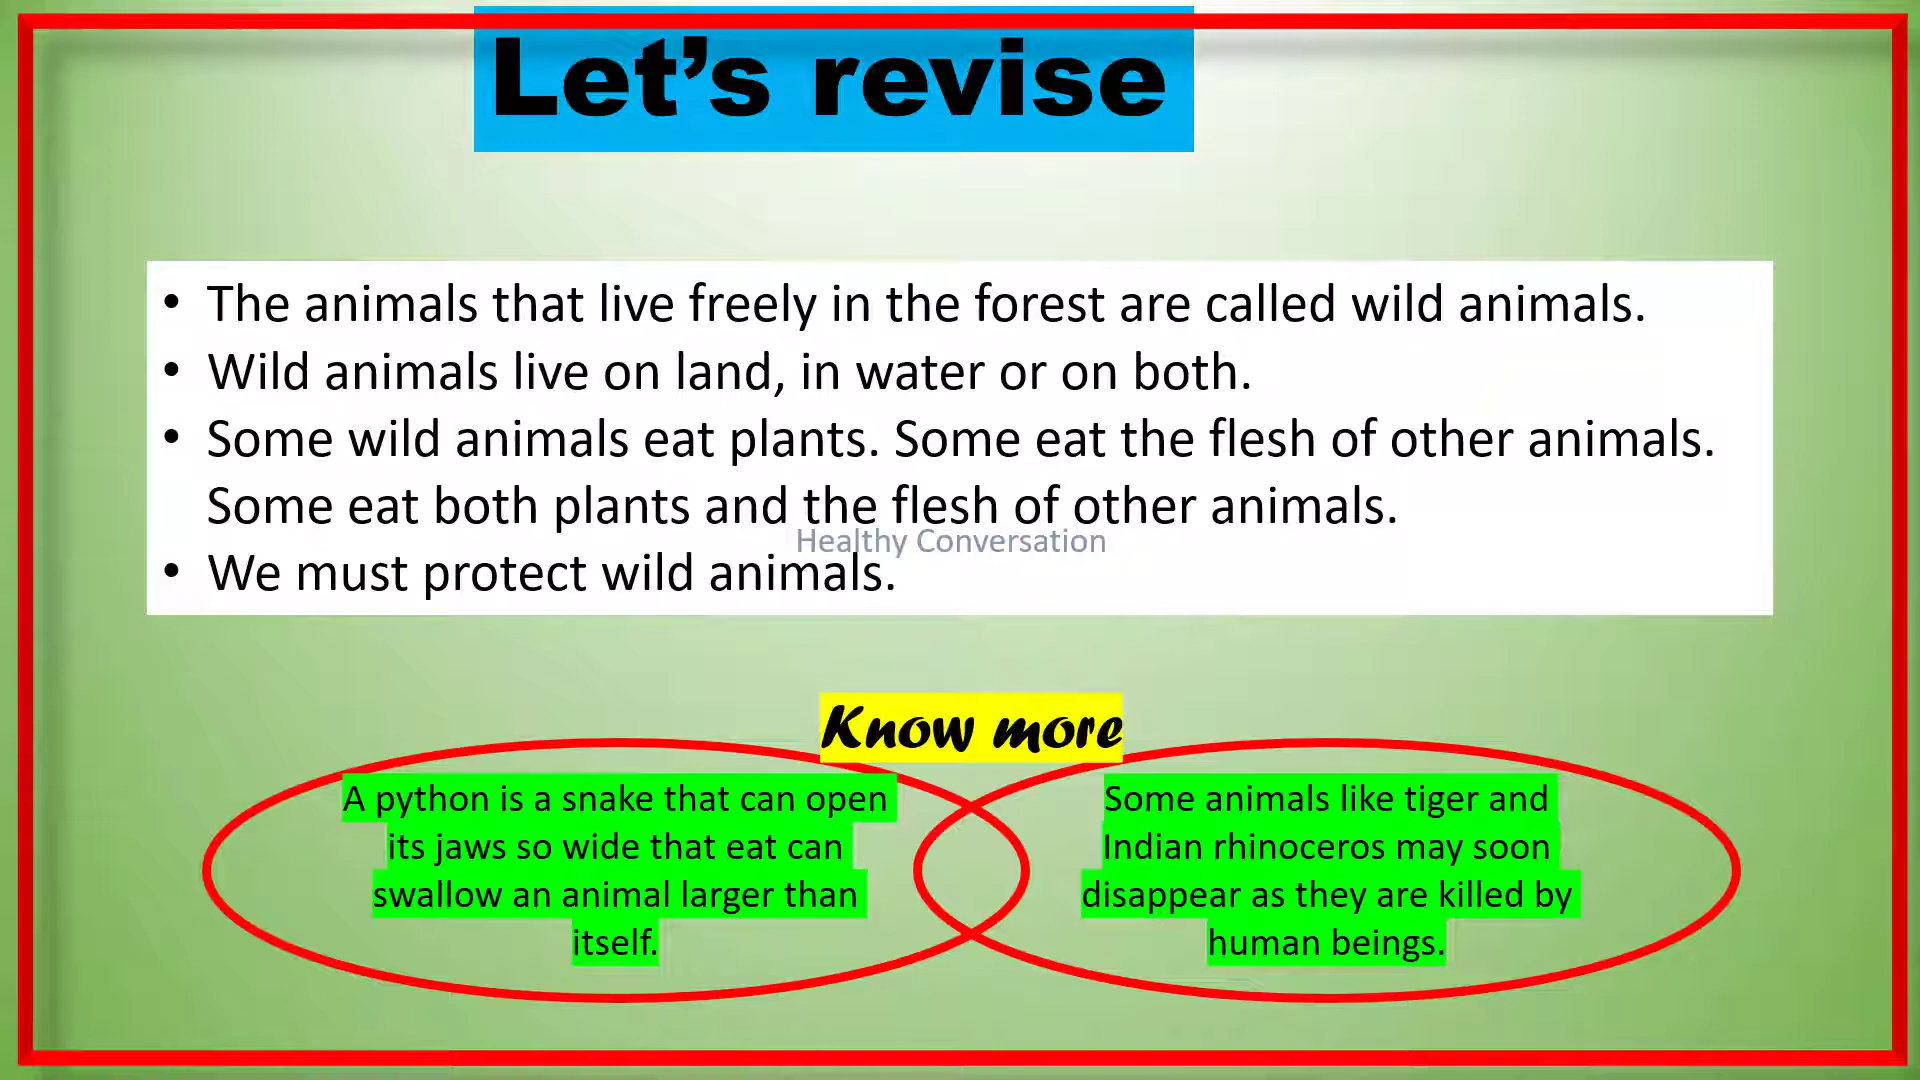 Let’s revise
• The animals that live freely in the forest are called wild animals.
• Wild animals live on land, in water or on both.
• Some wild animals eat plants. Some eat the flesh of other animals.
Some eat both plants and the flesh of other animals.
Healthy Conversation
• We must protect wild animals.
Know more
A python is a snake that can open
its jaws so wide that eat can
swallow an animal larger than
itself.
Some animals like tiger and
Indian rhinoceros may soon
disappear as they are killed by
human beings.